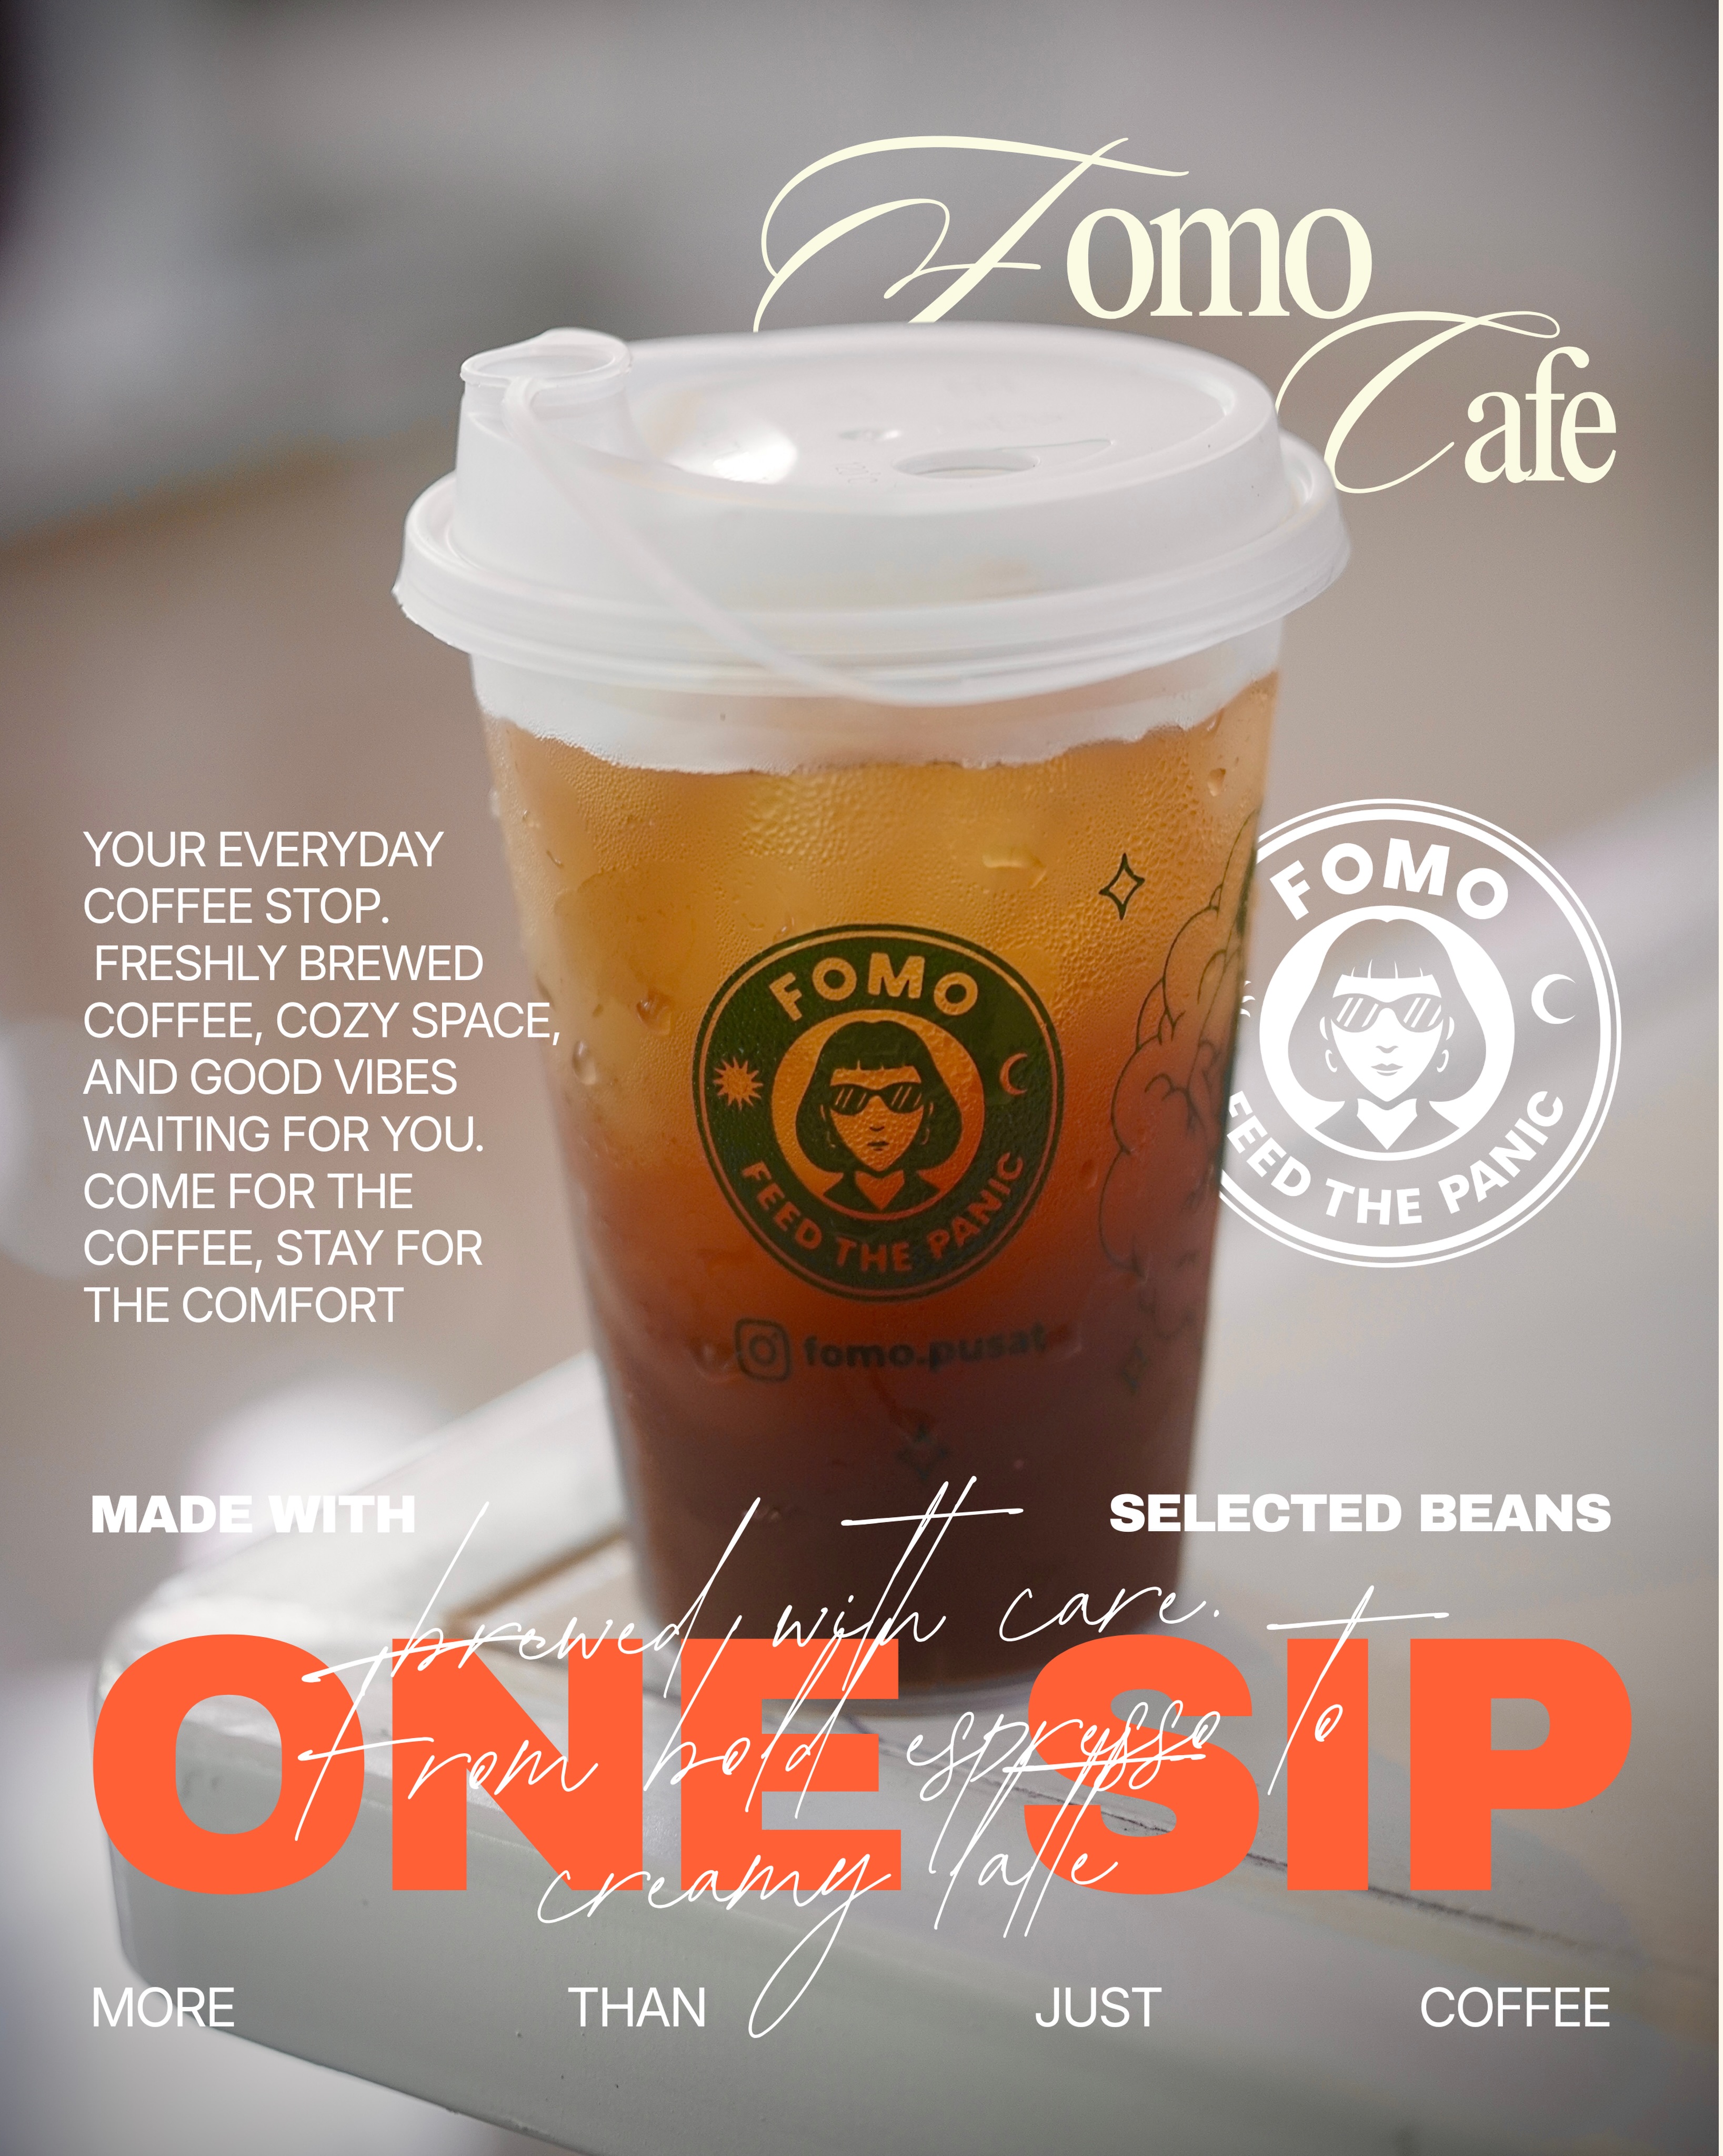 Fomo
Cafe
YOUR EVERYDAY
COFFEE STOP.
FRESHLY BREWED
COFFEE, COZY SPACE,
AND GOOD VIBES
WAITING FOR YOU.
COME FOR THE
COFFEE, STAY FOR
THE COMFORT
FOMO
FEED THE PANIC
fomo.pusat
FOMO
FEED THE PANIC
MADE WITH
SELECTED BEANS
brewed with care.
From bold espresso to
creamy latte
ONE SIP
MORE THAN JUST COFFEE